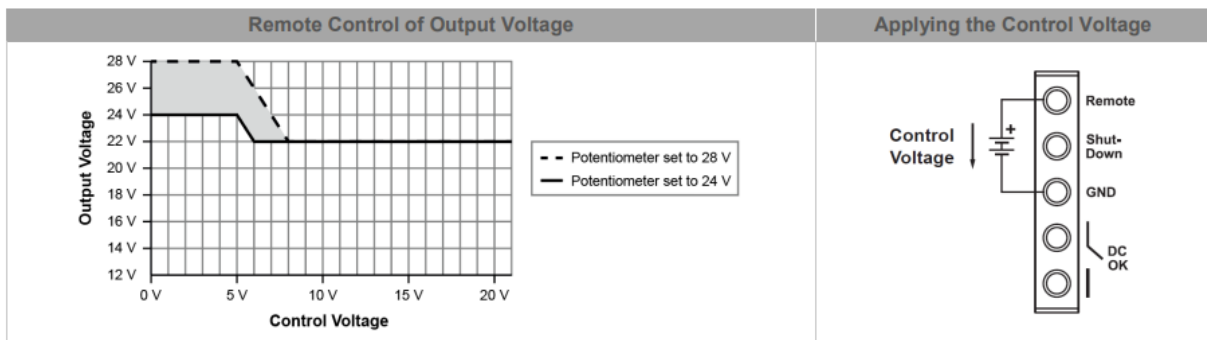 Remote Control of Output Voltage
Applying the Control Voltage
28 V
26 V
24 V
22 V
20 V
18 V
16 V
14 V
12 V
Output Voltage
0 V
5 V
10 V
15 V
20 V
Control Voltage
Potentiometer set to 28 V
Potentiometer set to 24 V
Control
Voltage
+
Remote
Shut-
Down
GND
DC
OK